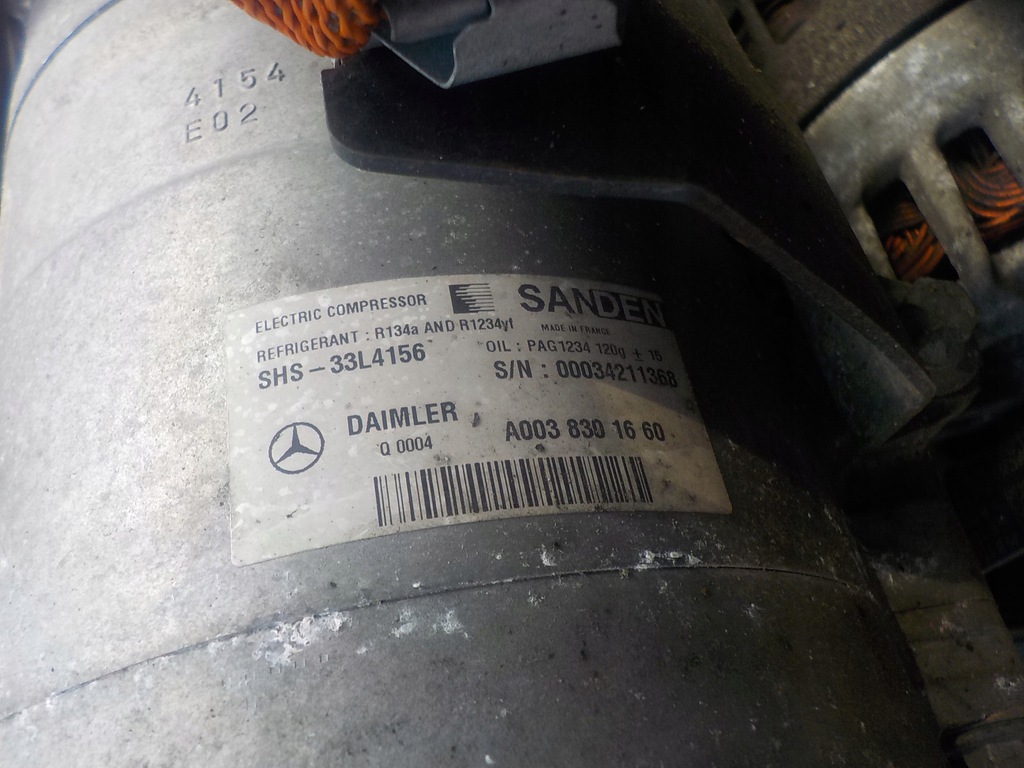 4154
E02
ELECTRIC COMPRESSOR SANDEN
REFRIGERANT : R134a AND R1234yf MADE IN FRANCE
SHS - 33L4156 OIL : PAG1234 120g ± 15
S/N : 00034211368
DAIMLER A003 830 16 60
Q 0004